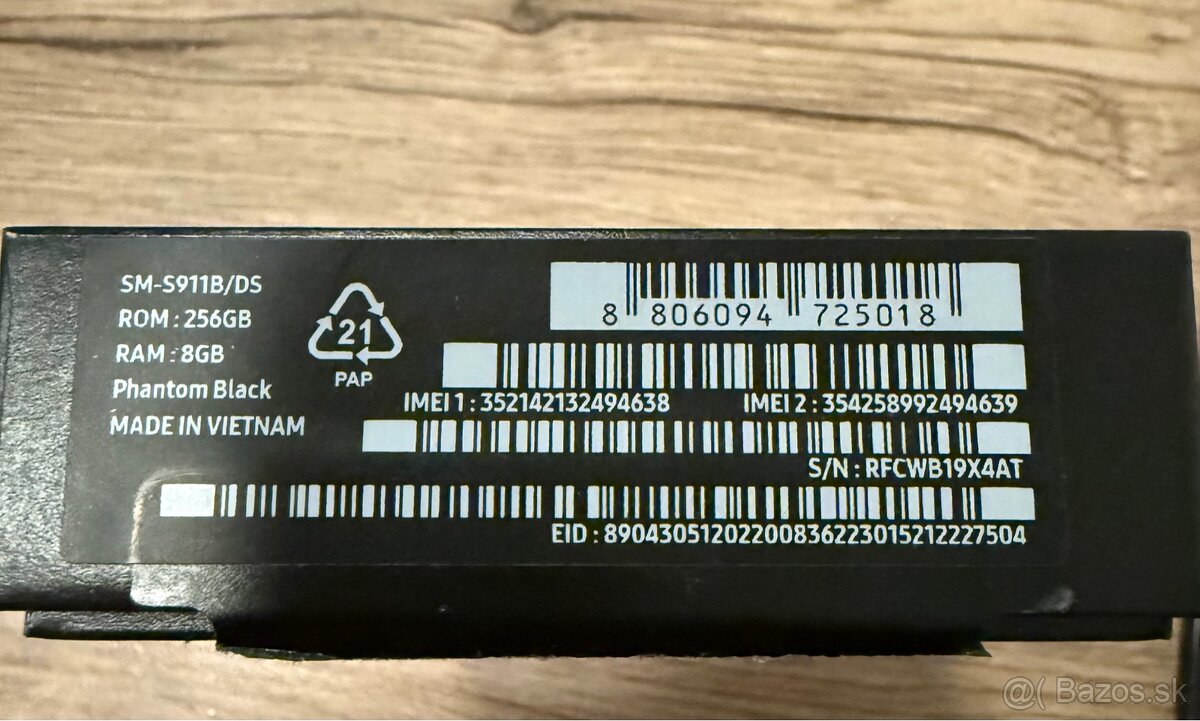 SM-S911B/DS
ROM : 256GB
RAM : 8GB
Phantom Black
MADE IN VIETNAM
21
PAP
8 806094 725018
IMEI 1 : 352142132494638 IMEI 2 : 354258992494639
S/N : RFCWB19X4AT
EID : 89043051202200836223015212227504
@( Bazos.sk